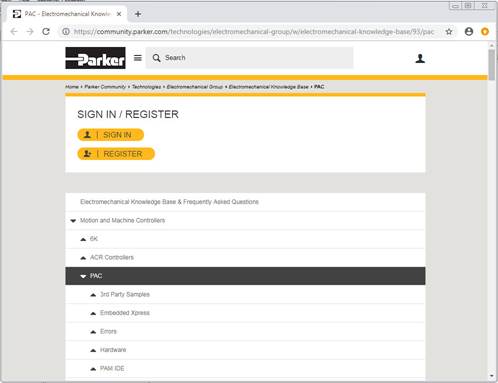 PAC - Electromechanical Knowle
https://community.parker.com/technologies/electromechanical-group/w/electromechanical-knowledge-base/93/pac
Parker
Search
Home Parker Community Technologies Electromechanical Group Electromechanical Knowledge Base PAC
SIGN IN / REGISTER
SIGN IN
REGISTER
Electromechanical Knowledge Base & Frequently Asked Questions
Motion and Machine Controllers
6K
ACR Controllers
PAC
3rd Party Samples
Embedded Xpress
Errors
Hardware
PAM IDE